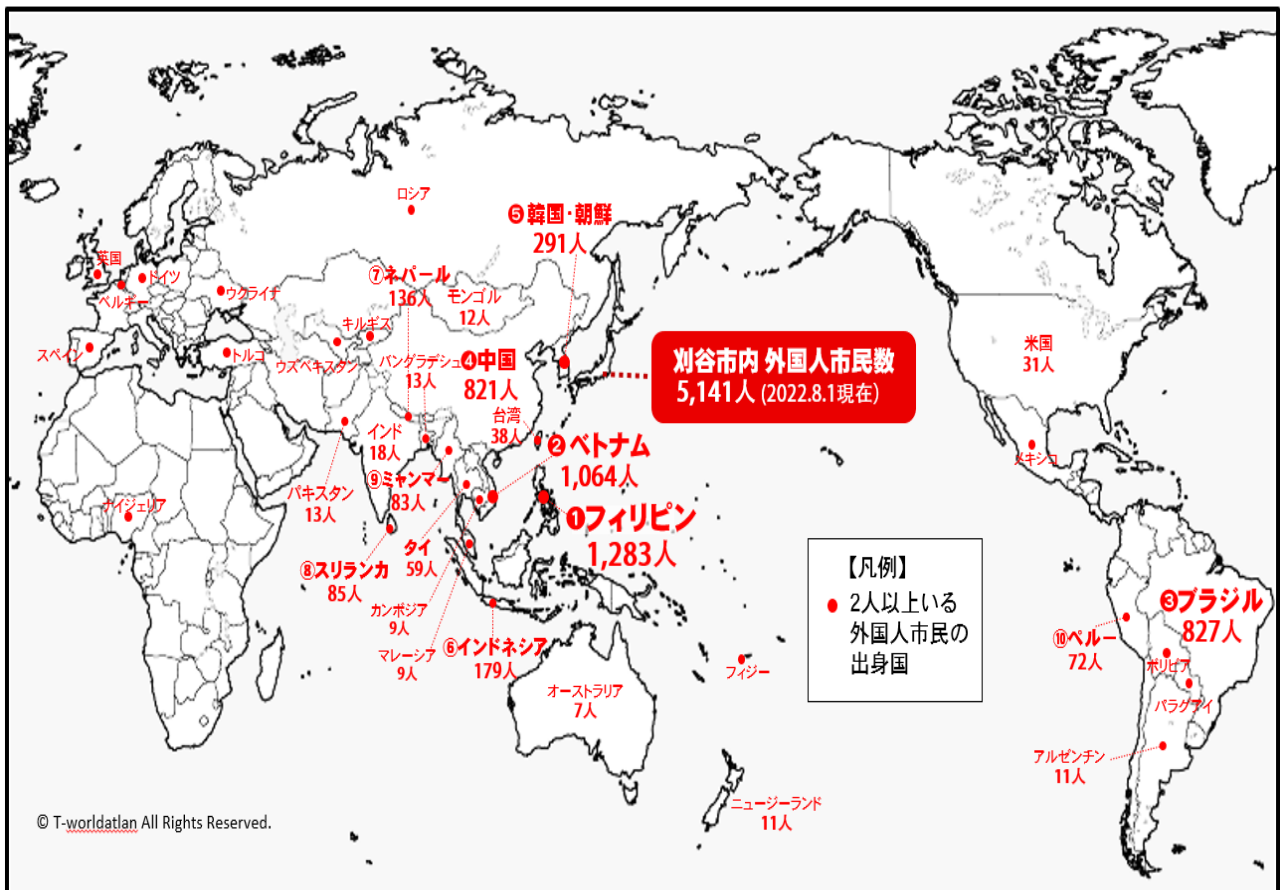 ロシア
❺韓国・朝鮮
291人
英国
ドイツ
ベルギー
ウクライナ
⑦ネパール
136人
モンゴル
12人
キルギス
スペイン
トルコ
ウズベキスタン
バングラデシュ
13人
❹中国
821人
刈谷市内 外国人市民数
5,141人 (2022.8.1現在)
米国
31人
台湾
38人
インド
18人
❷ベトナム
1,064人
メキシコ
⑨ミャンマー
83人
パキスタン
13人
ナイジェリア
❶フィリピン
1,283人
タイ
59人
⑧スリランカ
85人
カンボジア
9人
マレーシア
9人
⑥インドネシア
179人
【凡例】
2人以上いる
外国人市民の
出身国
❸ブラジル
827人
⑩ペルー
72人
ボリビア
パラグアイ
フィジー
オーストラリア
7人
アルゼンチン
11人
ニュージーランド
11人
© T-worldatlan All Rights Reserved.